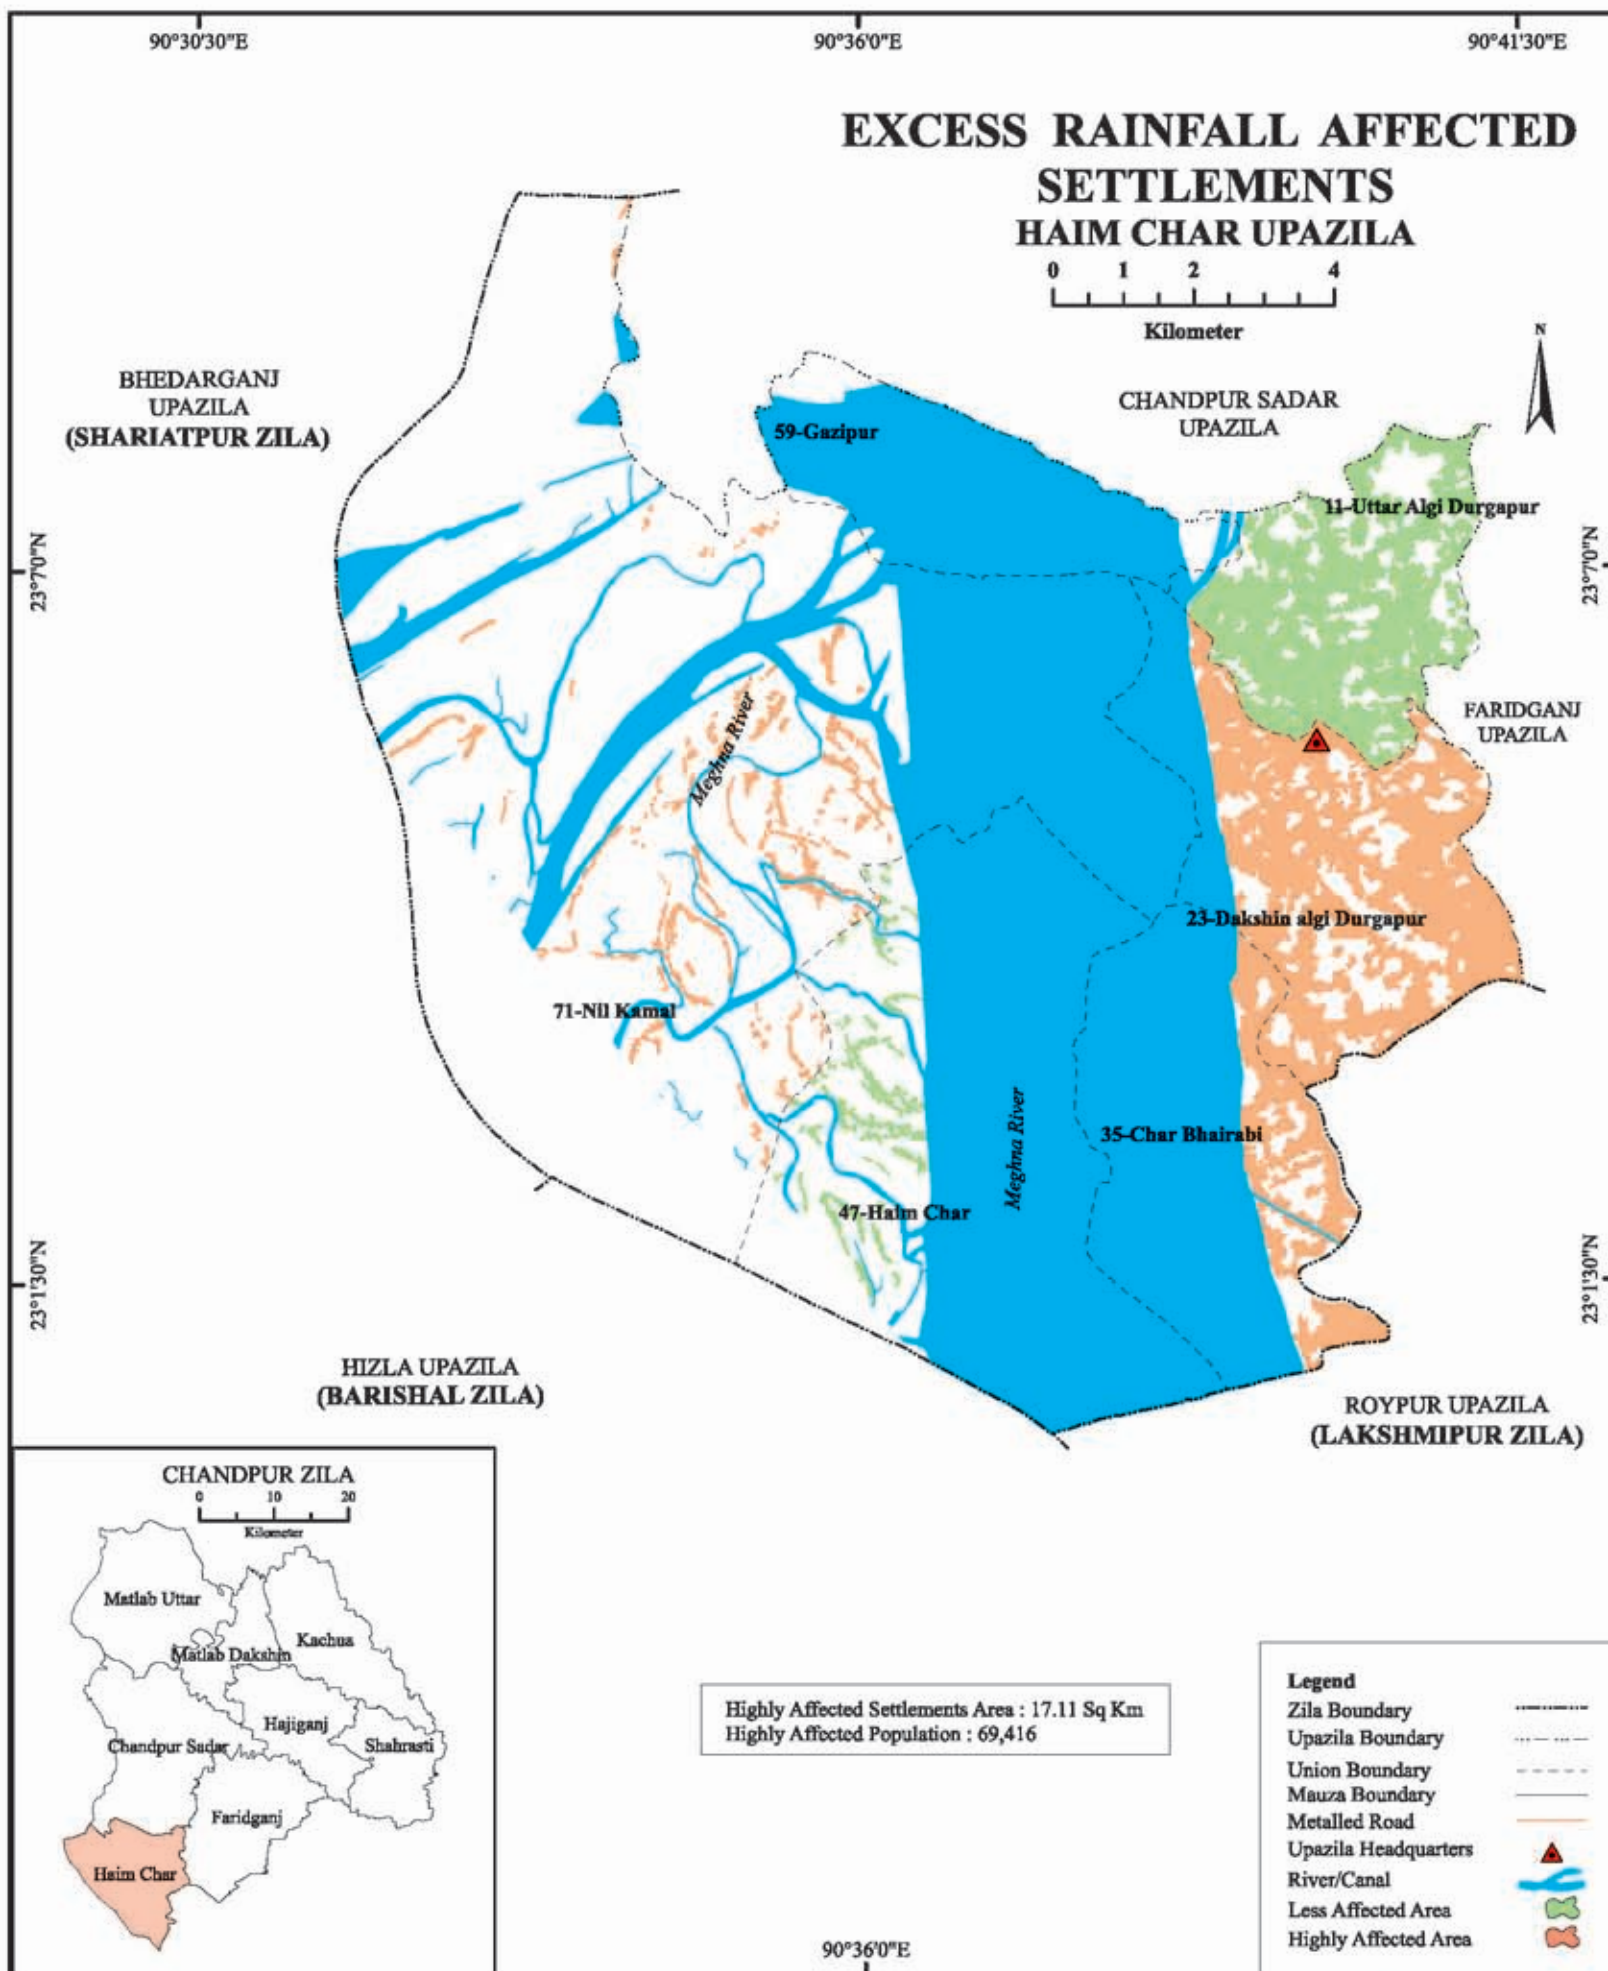 90°30'30"E
90°36'0"E
90°41'30"E
EXCESS RAINFALL AFFECTED
SETTLEMENTS
HAIM CHAR UPAZILA
0 1 2 4
Kilometer
N
BHEDARGANJ
UPAZILA
(SHARIATPUR ZILA)
CHANDPUR SADAR
UPAZILA
59-Gazipur
11-Uttar Algi Durgapur
23°7'0"N
23°7'0"N
FARIDGANJ
UPAZILA
Meghna River
23-Dakshin algi Durgapur
71-Nil Kamal
Meghna River
35-Char Bhairabi
47-Haim Char
23°1'30"N
23°1'30"N
HIZLA UPAZILA
(BARISHAL ZILA)
ROYPUR UPAZILA
(LAKSHMIPUR ZILA)
CHANDPUR ZILA
0 10 20
Kilometer
Matlab Uttar
Kachua
Matlab Dakshin
Hajiganj
Chandpur Sadar
Shahrasti
Faridganj
Haim Char
Highly Affected Settlements Area : 17.11 Sq Km
Highly Affected Population : 69,416
Legend
Zila Boundary
Upazila Boundary
Union Boundary
Mauza Boundary
Metalled Road
Upazila Headquarters
River/Canal
Less Affected Area
Highly Affected Area
90°36'0"E